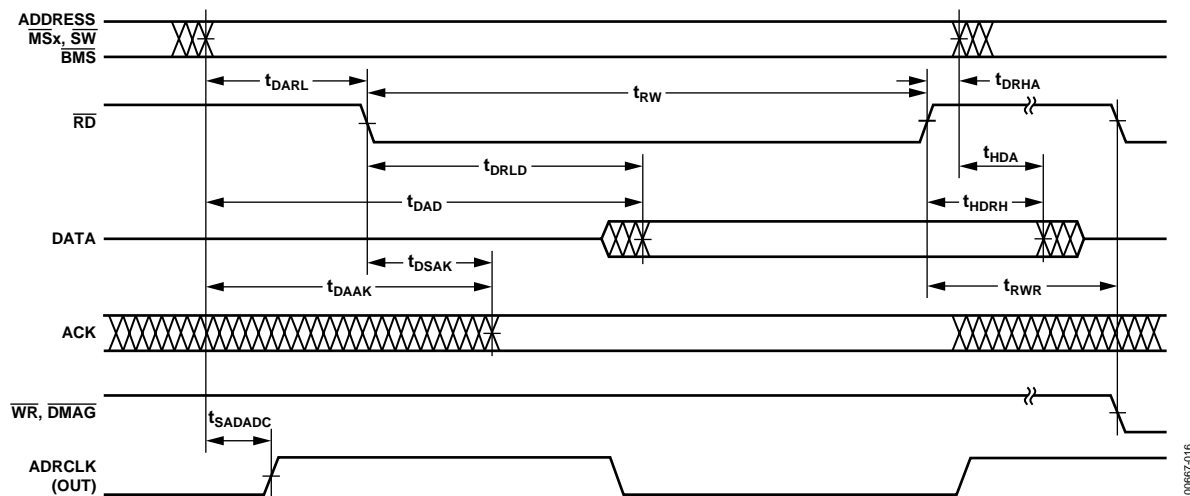 ADDRESS
MSx, SW
BMS
tDARL
tRW
tDRHA
RD
tDRLD
tHDA
tDAD
tHDRH
DATA
tDSAK
tDAAK
tRWR
ACK
WR, DMAG
tSADADC
ADRCLK
(OUT)
00667-016